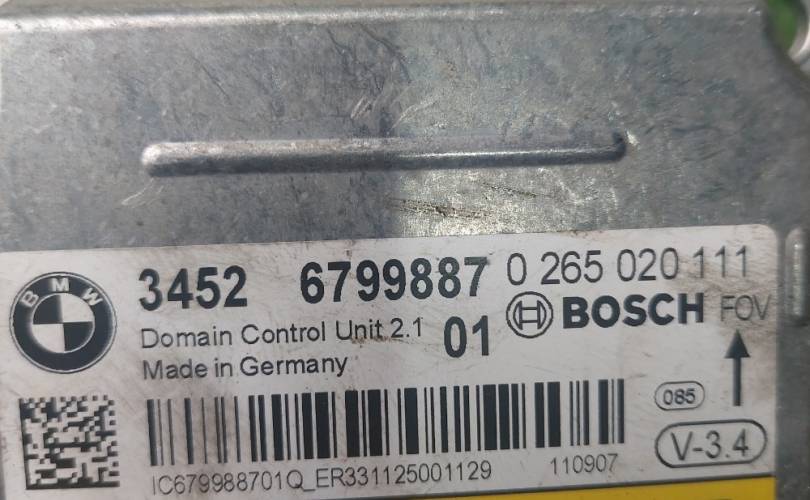 BMW
3452 6799887 0 265 020 111
Domain Control Unit 2.1 01 BOSCH FOV
Made in Germany
085
V-3.4
IC679988701Q_ER331125001129 110907